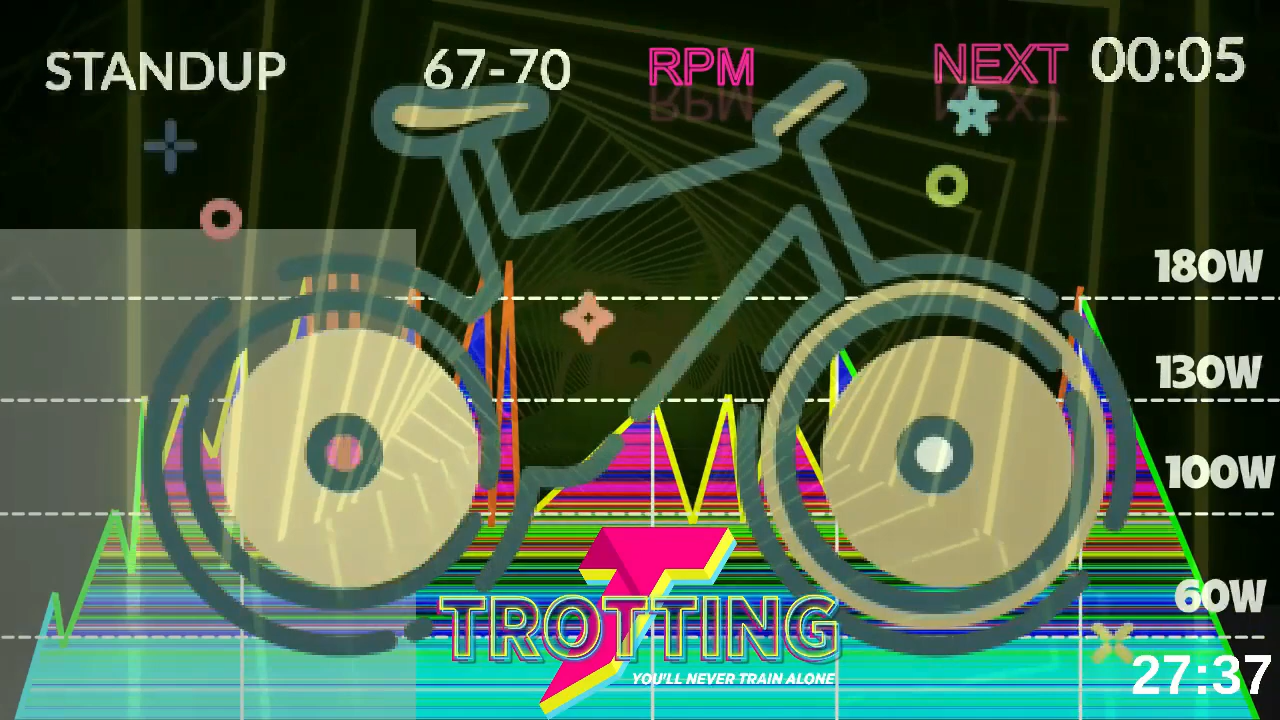 STANDUP 67-70 RPM NEXT 00:05
180W
130W
100W
60W
TROTTING
YOU'LL NEVER TRAIN ALONE
27:37